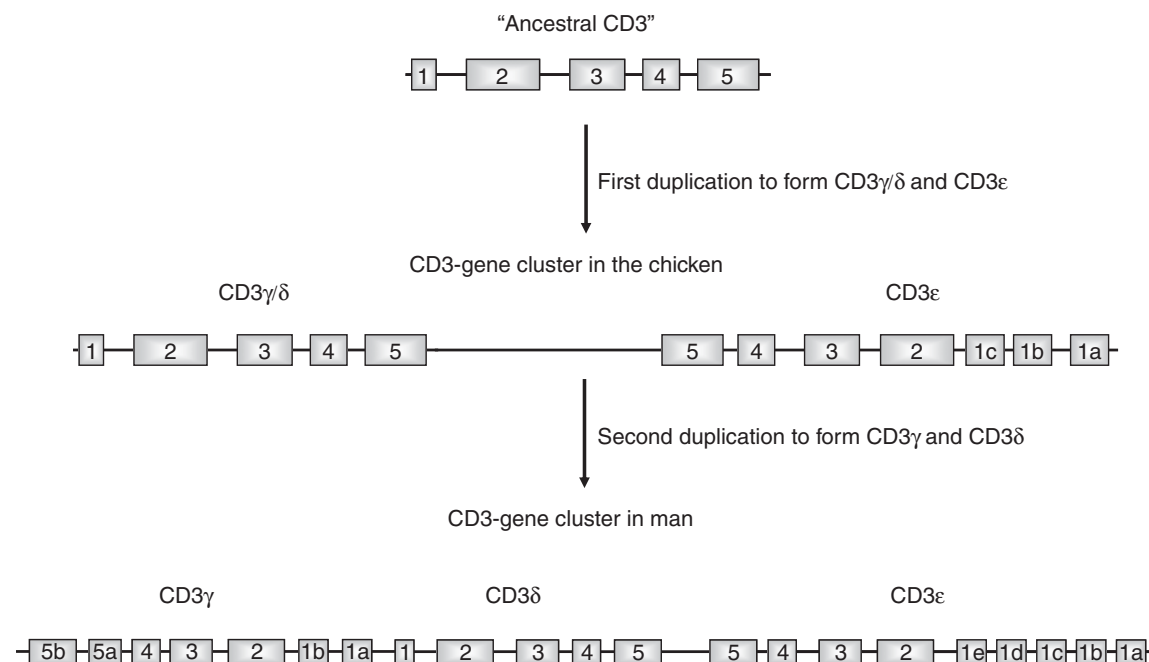 “Ancestral CD3”
1 2 3 4 5
First duplication to form CD3γ/δ and CD3ε
CD3-gene cluster in the chicken
CD3γ/δ CD3ε
1 2 3 4 5 5 4 3 2 1c 1b 1a
Second duplication to form CD3γ and CD3δ
CD3-gene cluster in man
CD3γ CD3δ CD3ε
5b 5a 4 3 2 1b 1a 1 2 3 4 5 5 4 3 2 1e 1d 1c 1b 1a